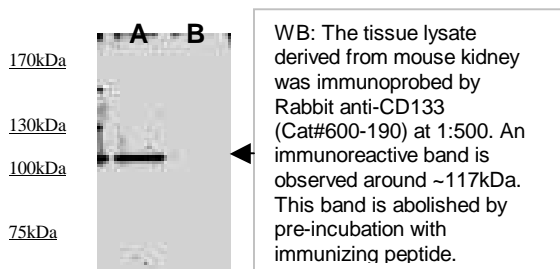 A B
170kDa
130kDa
100kDa
75kDa
WB: The tissue lysate
derived from mouse kidney
was immunoprobed by
Rabbit anti-CD133
(Cat#600-190) at 1:500. An
immunoreactive band is
observed around ~117kDa.
This band is abolished by
pre-incubation with
immunizing peptide.